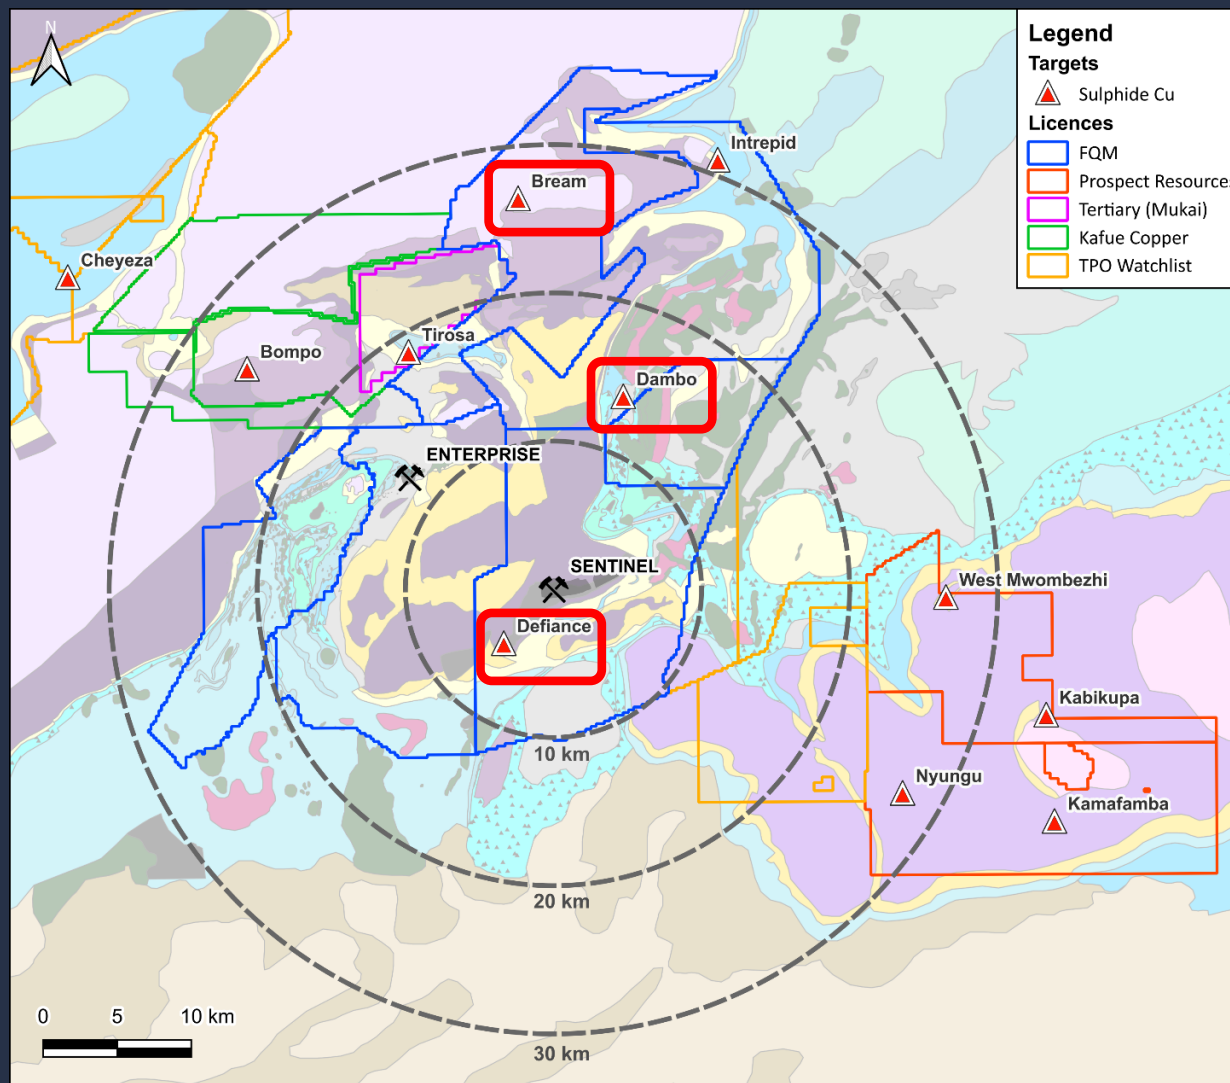 N
Legend
Targets
Sulphide Cu
Licences
FQM
Prospect Resources
Tertiary (Mukai)
Kafue Copper
TPO Watchlist
Intrepid
Bream
Cheyeza
Tirosa
Bompo
Dambo
ENTERPRISE
SENTINEL
West Mwombezhi
Defiance
Kabikupa
10 km
Nyungu
Kamafamba
20 km
0 5 10 km
30 km